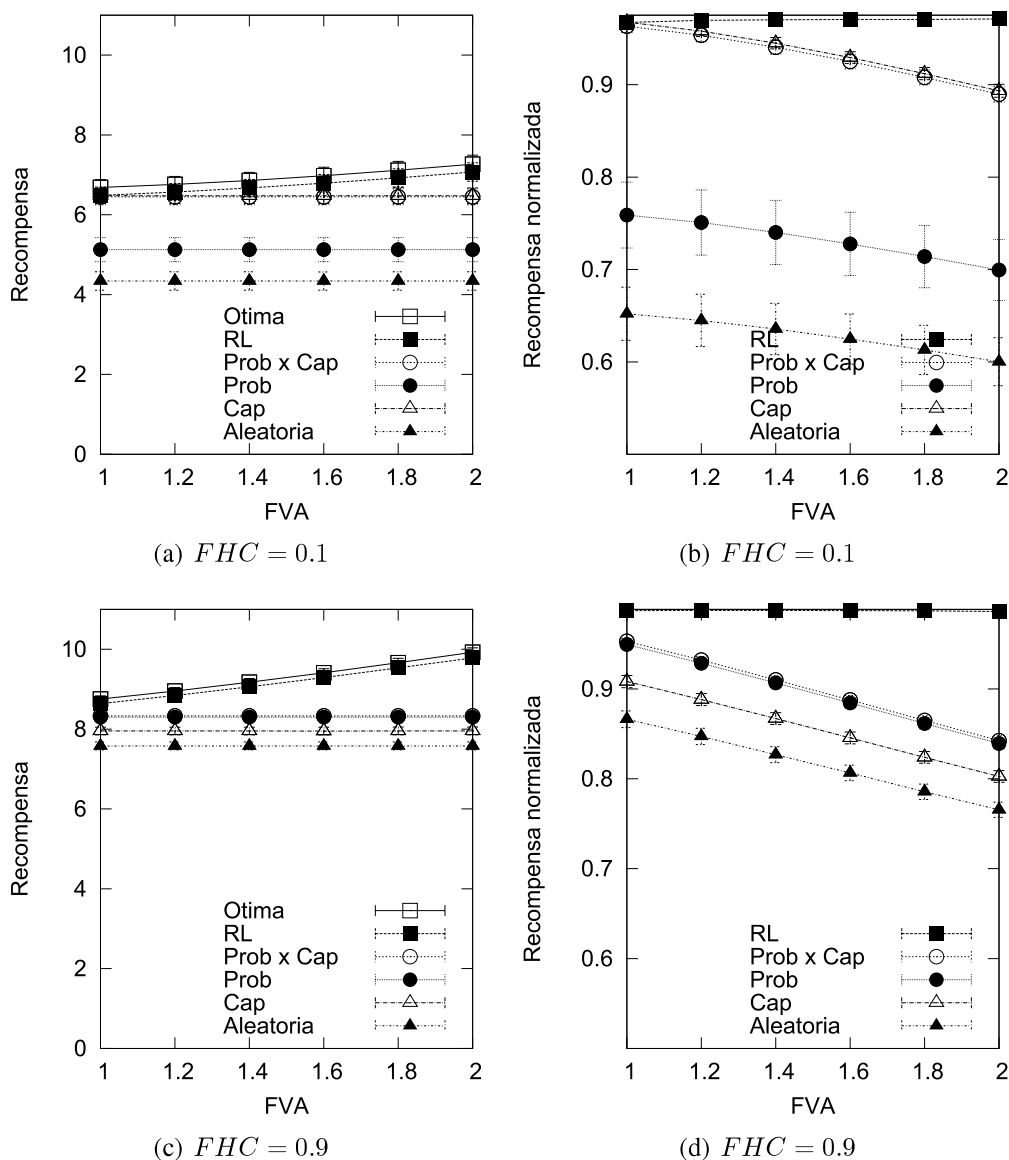 10
8
6
4
2
0
Recompensa
Otima
RL
Prob x Cap
Prob
Cap
Aleatoria
1 1.2 1.4 1.6 1.8 2
FVA
(a) FHC = 0.1
0.9
0.8
0.7
0.6
Recompensa normalizada
RL
Prob x Cap
Prob
Cap
Aleatoria
1 1.2 1.4 1.6 1.8 2
FVA
(b) FHC = 0.1
10
8
6
4
2
0
Recompensa
Otima
RL
Prob x Cap
Prob
Cap
Aleatoria
1 1.2 1.4 1.6 1.8 2
FVA
(c) FHC = 0.9
0.9
0.8
0.7
0.6
Recompensa normalizada
RL
Prob x Cap
Prob
Cap
Aleatoria
1 1.2 1.4 1.6 1.8 2
FVA
(d) FHC = 0.9